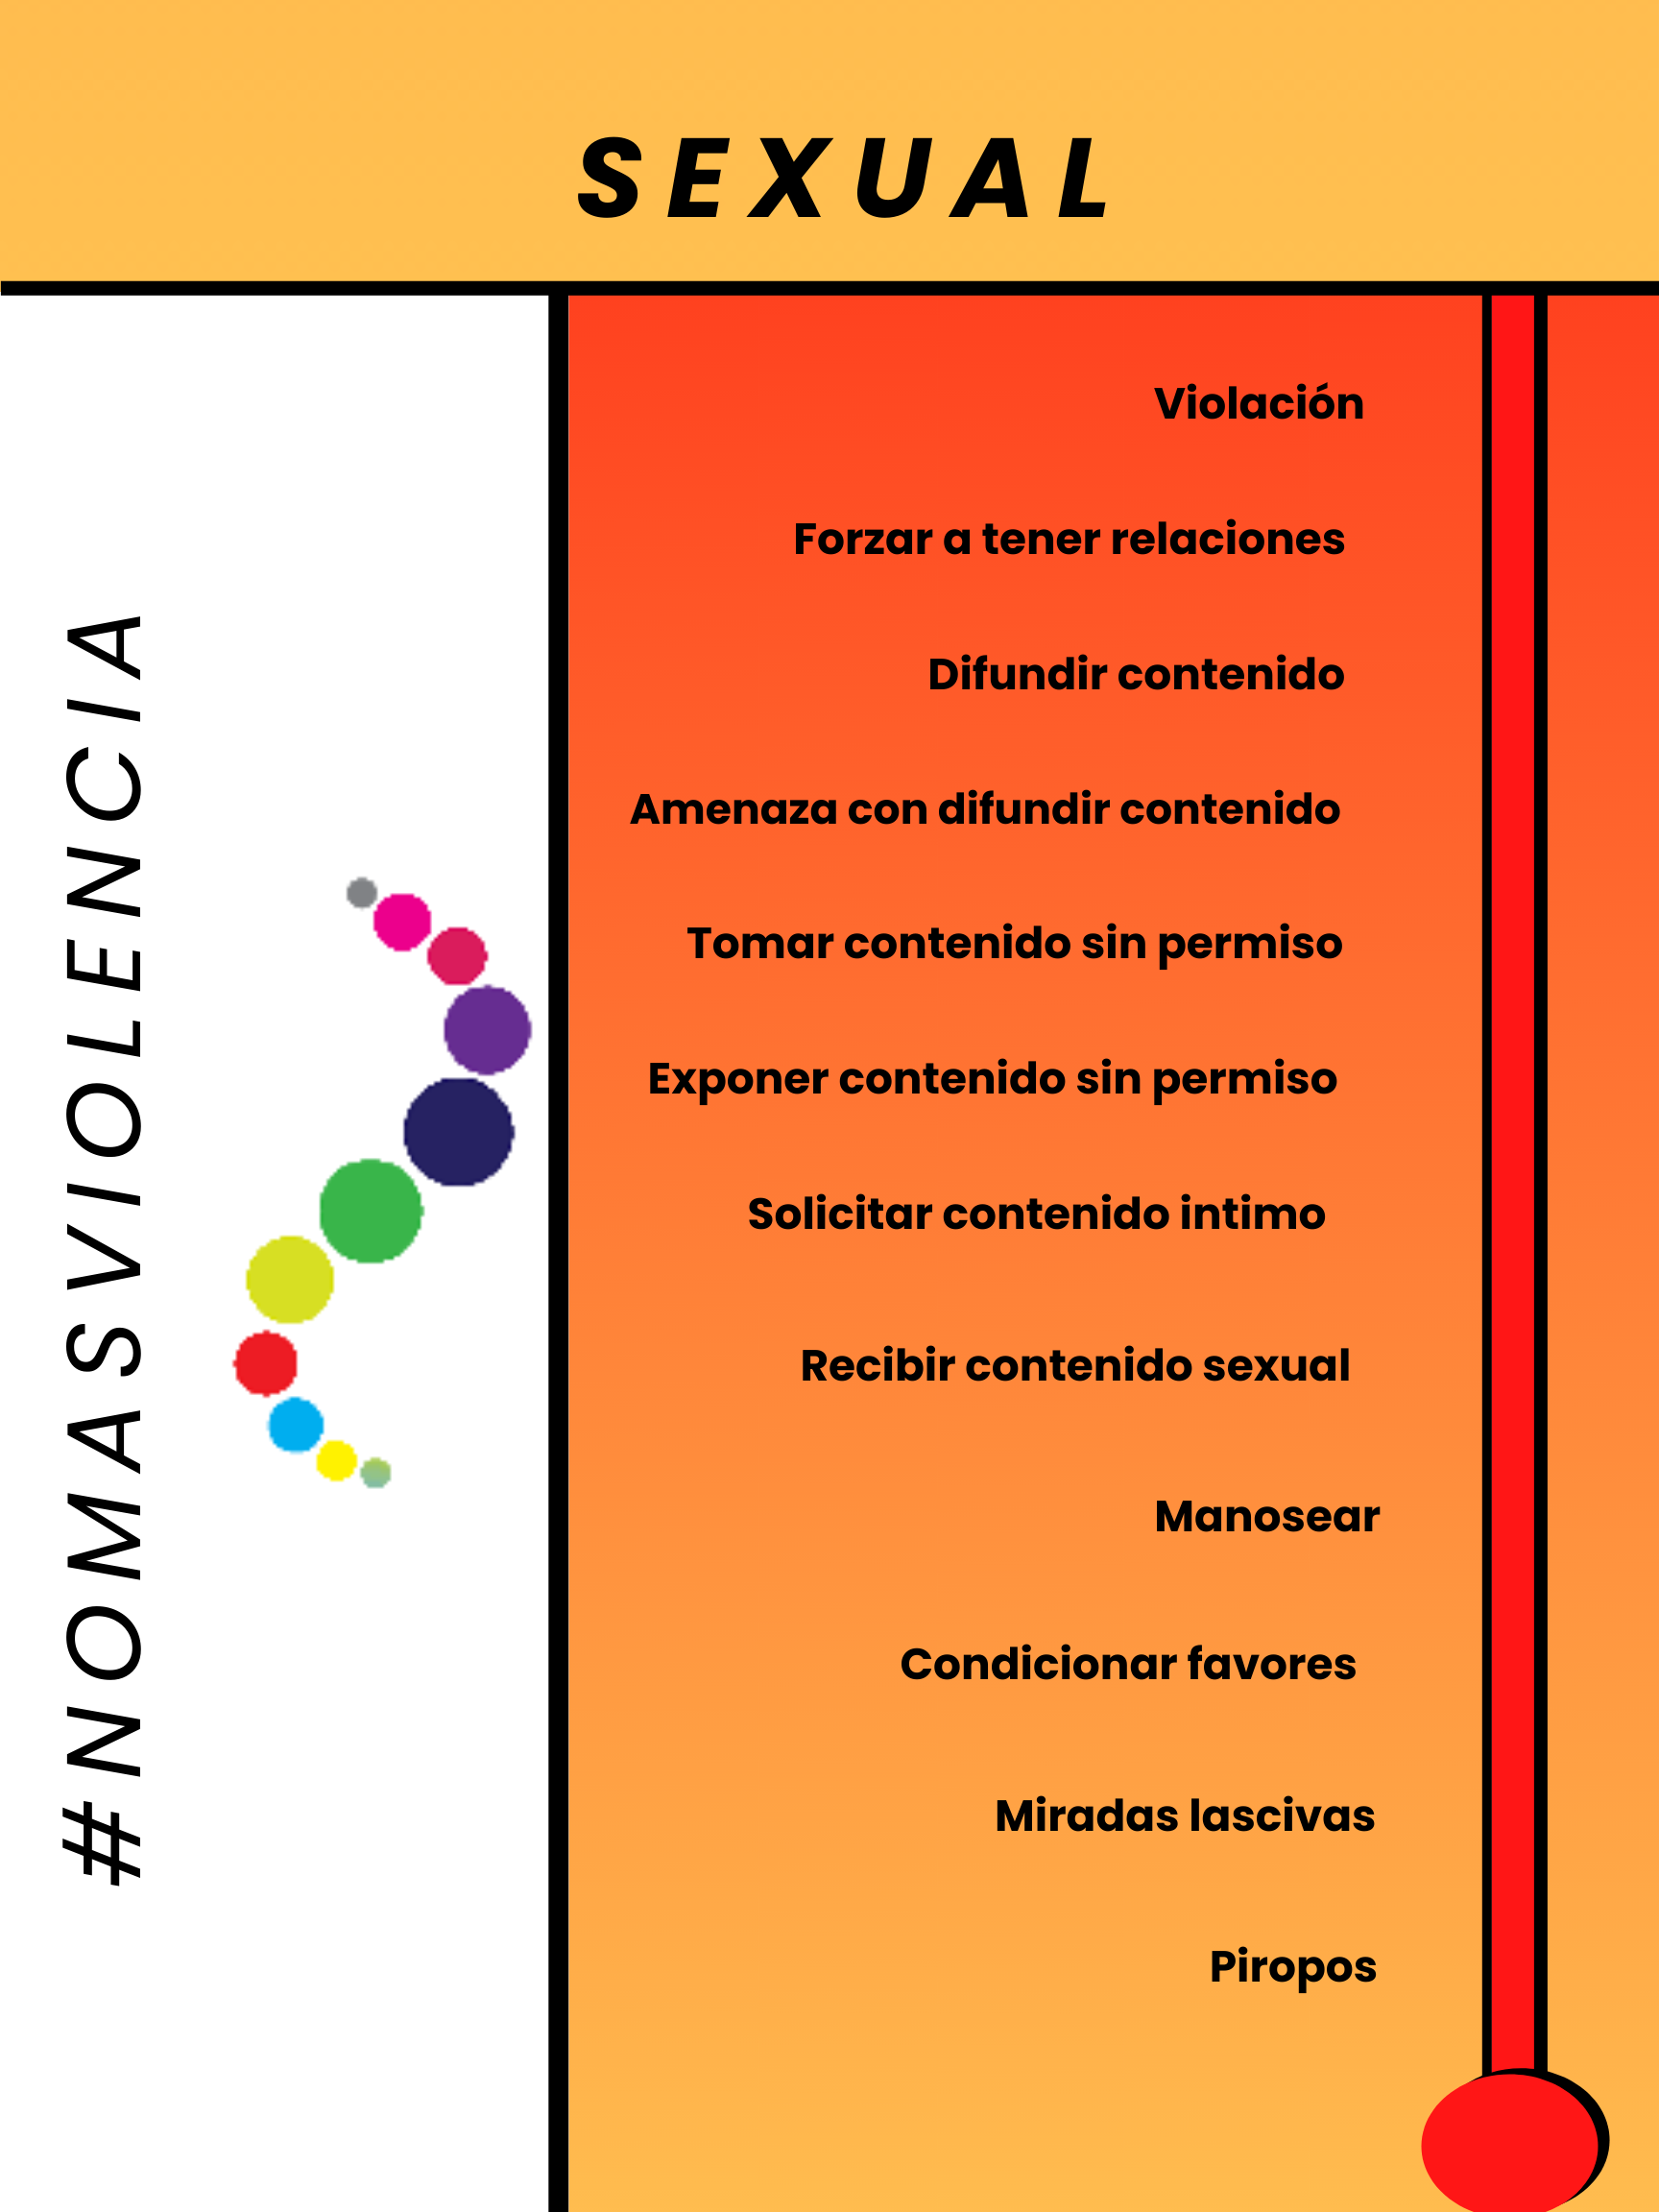 SEXUAL
#NOMASVIOLENCIA
Violación
Forzar a tener relaciones
Difundir contenido
Amenaza con difundir contenido
Tomar contenido sin permiso
Exponer contenido sin permiso
Solicitar contenido intimo
Recibir contenido sexual
Manosear
Condicionar favores
Miradas lascivas
Piropos